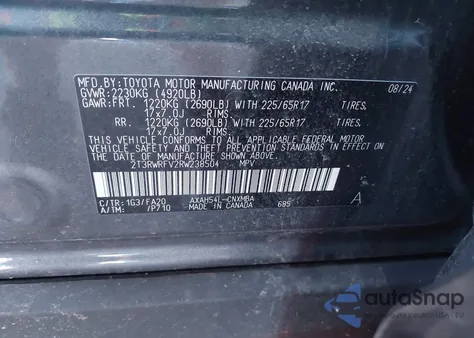 MFD.BY:TOYOTA MOTOR MANUFACTURING CANADA INC. 08/24
GVWR:2230KG (4920LB)
GAWR:FRT. 1220KG (2690LB) WITH 225/65R17 TIRES,
17x7.0J RIMS.
RR. 1220KG (2690LB) WITH 225/65R17 TIRES,
17x7.0J RIMS.
THIS VEHICLE CONFORMS TO ALL APPLICABLE FEDERAL MOTOR
VEHICLE SAFETY AND THEFT PREVENTION STANDARDS IN EFFECT
ON THE DATE OF MANUFACTURE SHOWN ABOVE.
2T3RWRFV2RW238504 MPV
C/TR:1G3/FA20 AXAH54L-CNXMBA A
A/TM: /P710 MADE IN CANADA 685
autoSnap